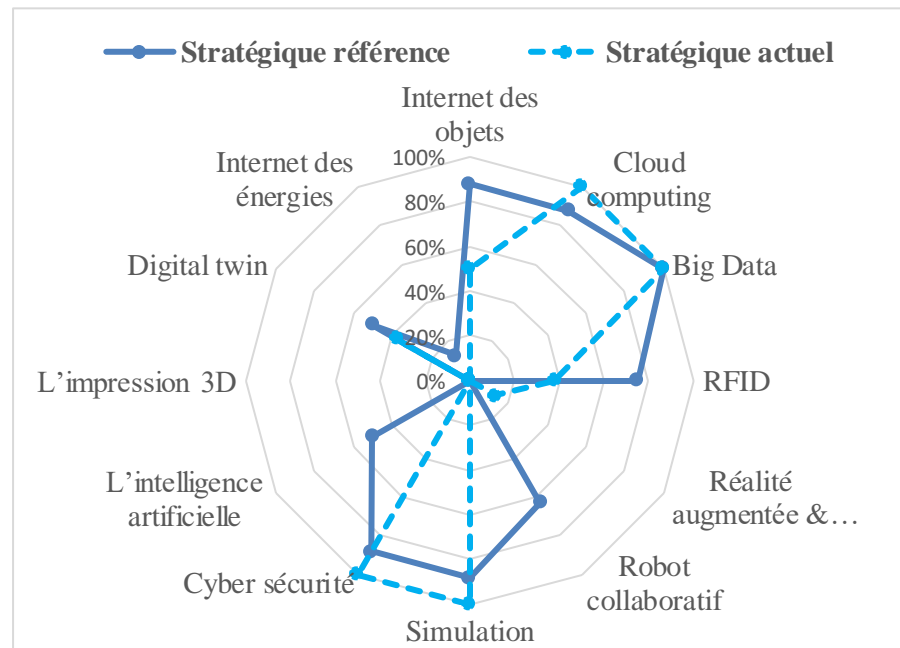 Stratégique référence
Stratégique actuel
Internet des
objets
Cloud
computing
Big Data
RFID
Réalité
augmentée &…
Robot
collaboratif
Simulation
Cyber sécurité
L’intelligence
artificielle
L’impression 3D
Digital twin
Internet des
énergies
100%
80%
60%
40%
20%
0%